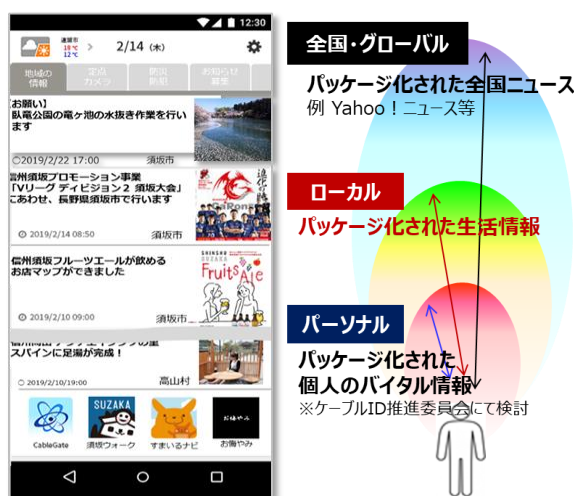 12:30
須坂市
18℃
12℃
2/14 (木)
地域の
情報
定点
カメラ
防災
防犯
お知らせ
募集
【お願い】
臥竜公園の竜ヶ池の水抜き作業を行い
ます
2019/2/22 17:00
須坂市
信州須坂プロモーション事業
「Vリーグ ディビジョン2 須坂大会」
にあわせ、長野県須坂市で行います
2019/2/14 08:50
須坂市
信州須坂フルーツエールが飲める
お店マップができました
SUZAKA
Fruits Ale
2019/2/10 09:00
須坂市
スパインに足湯が完成!
2019/2/10/19:00
高山村
SUZAKA
お悔やみ
CableGate
須坂ウォーク
すまいるナビ
お悔やみ
全国・グローバル
パッケージ化された全国ニュース
例 Yahoo!ニュース等
ローカル
パッケージ化された生活情報
パーソナル
パッケージ化された
個人のバイタル情報
※ケーブルID推進委員会にて検討